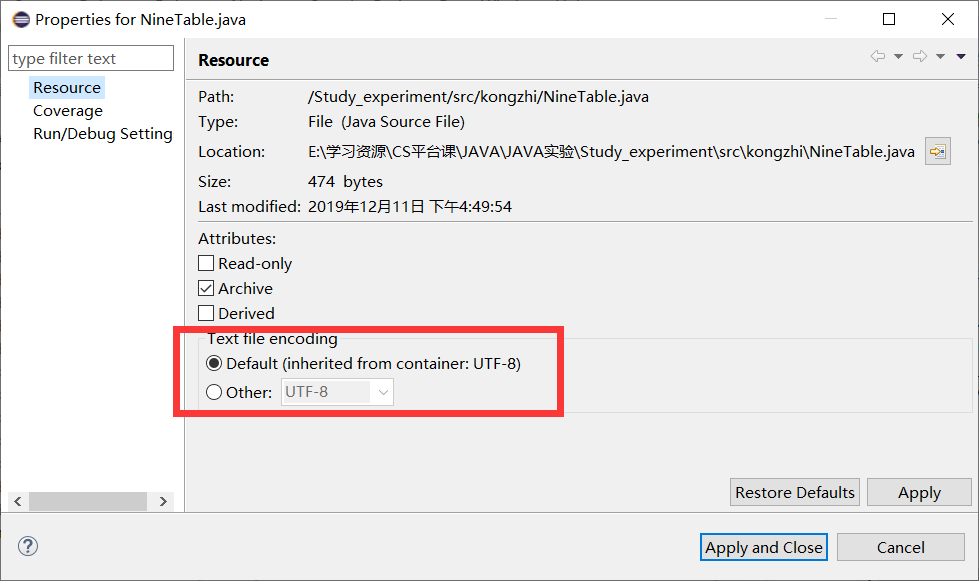 Properties for NineTable.java
type filter text
Resource
Coverage
Run/Debug Setting
Resource
Path: /Study_experiment/src/kongzhi/NineTable.java
Type: File (Java Source File)
Location: E:\学习资源\CS平台课\JAVA\JAVA实验\Study_experiment\src\kongzhi\NineTable.java
Size: 474 bytes
Last modified: 2019年12月11日 下午4:49:54
Attributes:
Read-only
Archive
Derived
Text file encoding
Default (inherited from container: UTF-8)
Other: UTF-8
Restore Defaults Apply
? Apply and Close Cancel